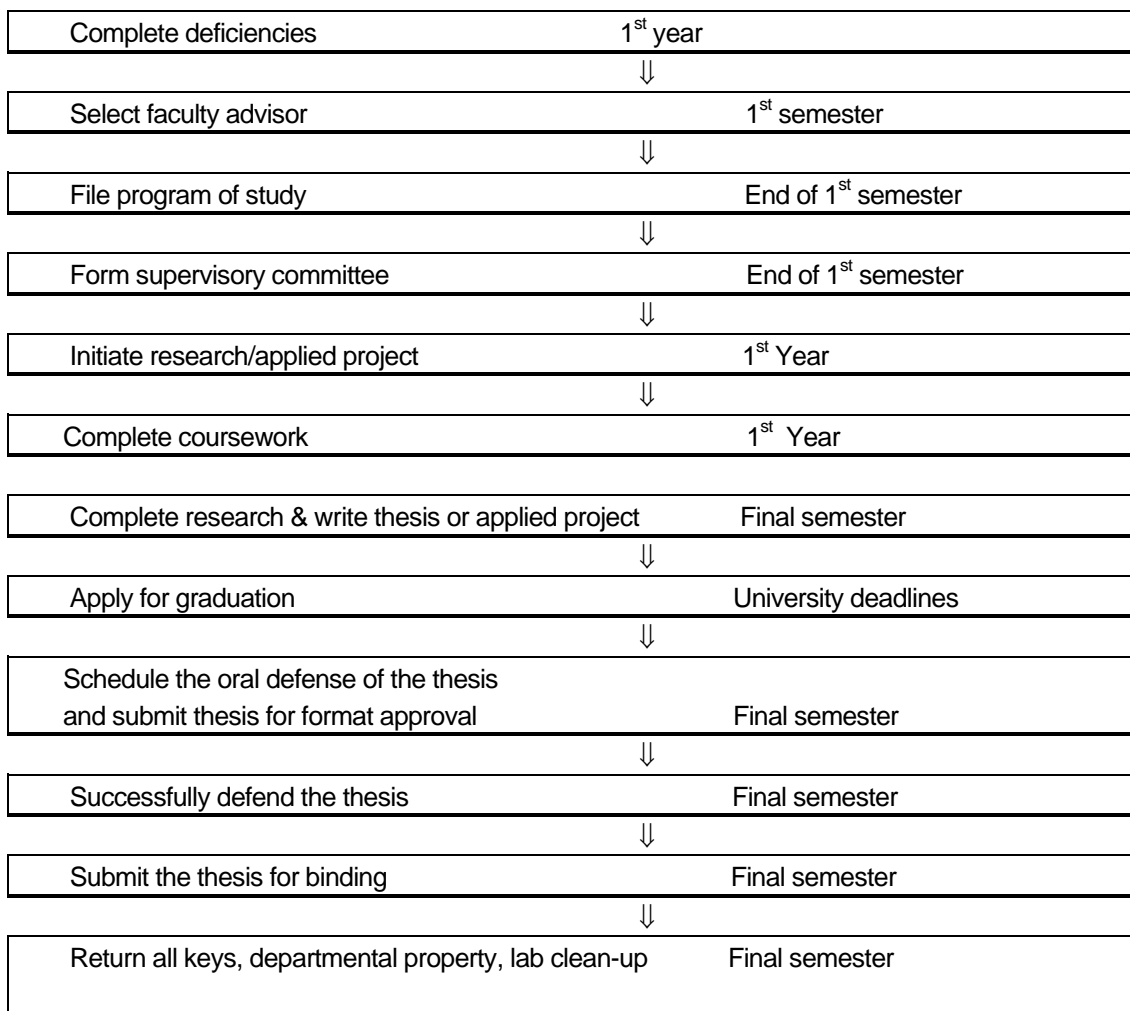 Complete deficiencies 1st year
⇓
Select faculty advisor 1st semester
⇓
File program of study End of 1st semester
⇓
Form supervisory committee End of 1st semester
⇓
Initiate research/applied project 1st Year
⇓
Complete coursework 1st Year
Complete research & write thesis or applied project Final semester
⇓
Apply for graduation University deadlines
⇓
Schedule the oral defense of the thesis
and submit thesis for format approval Final semester
⇓
Successfully defend the thesis Final semester
⇓
Submit the thesis for binding Final semester
⇓
Return all keys, departmental property, lab clean-up Final semester